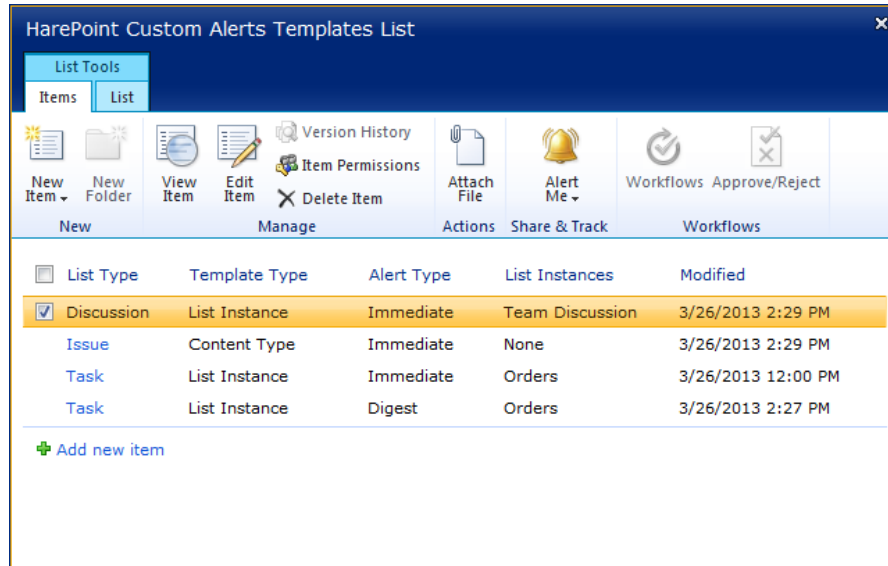 HarePoint Custom Alerts Templates List
List Tools
Items List
New Item
New Folder
View Item
Edit Item
Version History
Item Permissions
Delete Item
Attach File
Alert Me
Workflows
Approve/Reject
New Manage Actions Share & Track Workflows
List Type Template Type Alert Type List Instances Modified
Discussion List Instance Immediate Team Discussion 3/26/2013 2:29 PM
Issue Content Type Immediate None 3/26/2013 2:29 PM
Task List Instance Immediate Orders 3/26/2013 12:00 PM
Task List Instance Digest Orders 3/26/2013 2:27 PM
Add new item